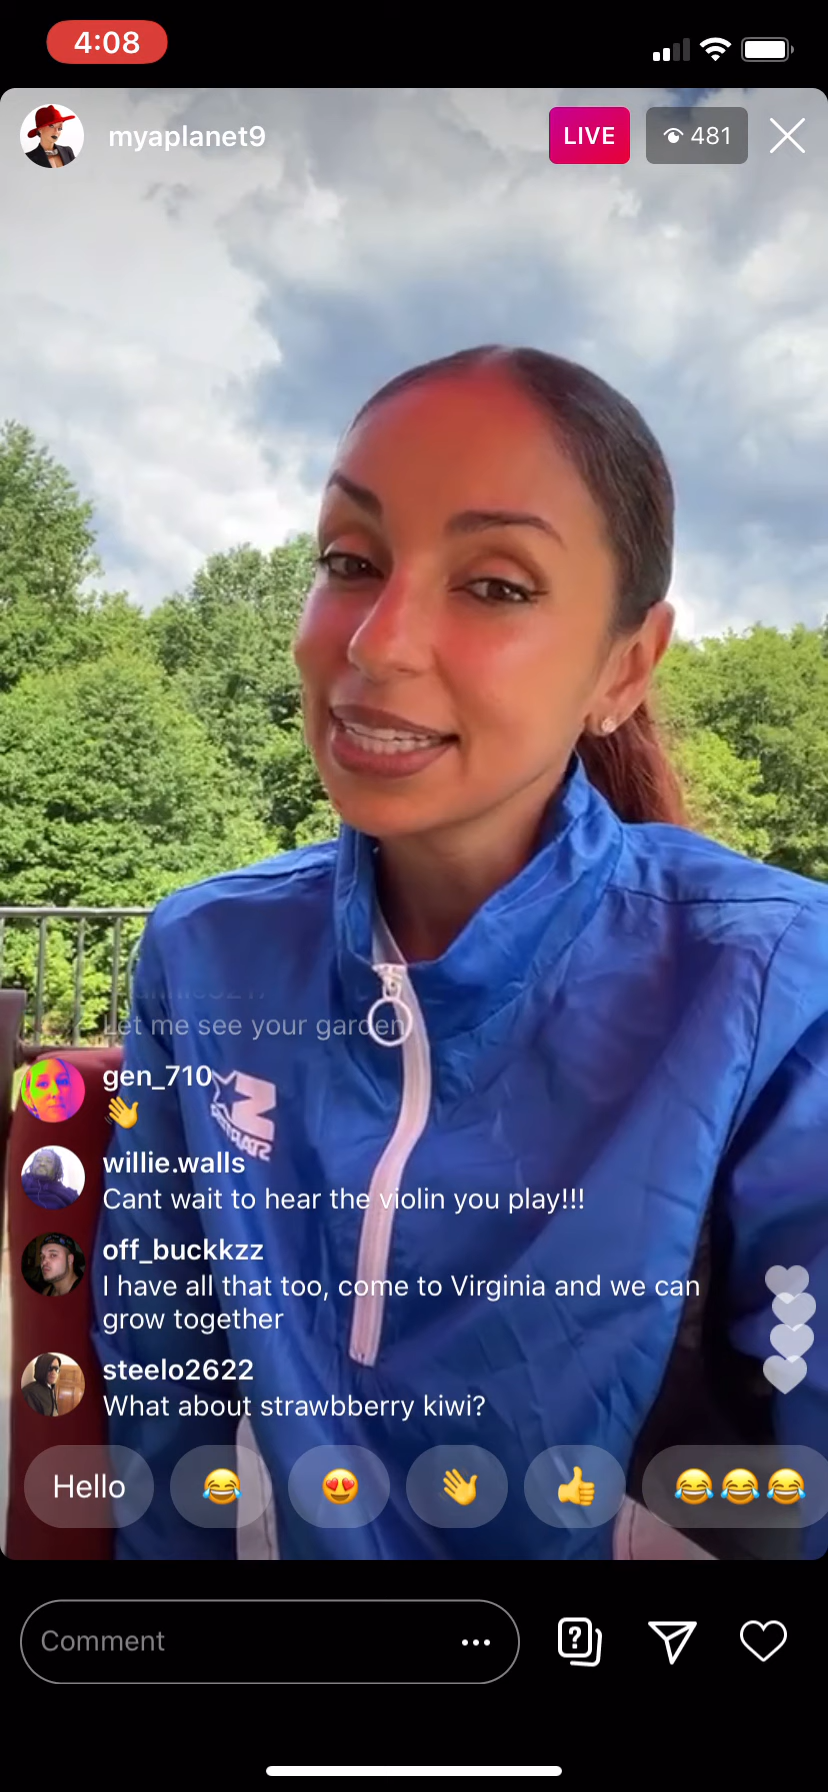 4:08
myaplanet9
LIVE
481
Let me see your garden
gen_710
👋
willie.walls
Cant wait to hear the violin you play!!!
off_buckkzz
I have all that too, come to Virginia and we can
grow together
steelo2622
What about strawbberry kiwi?
Hello 😂 😍 👋 👍 😂😂😂
Comment